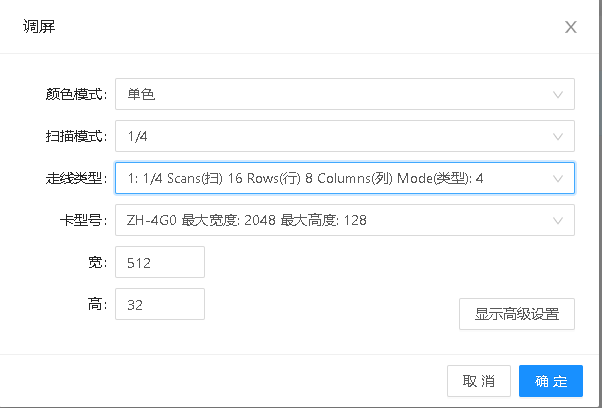 调屏
颜色模式: 单色
扫描模式: 1/4
走线类型: 1: 1/4 Scans(扫) 16 Rows(行) 8 Columns(列) Mode(类型): 4
卡型号: ZH-4G0 最大宽度: 2048 最大高度: 128
宽: 512
高: 32
显示高级设置
取 消 确 定